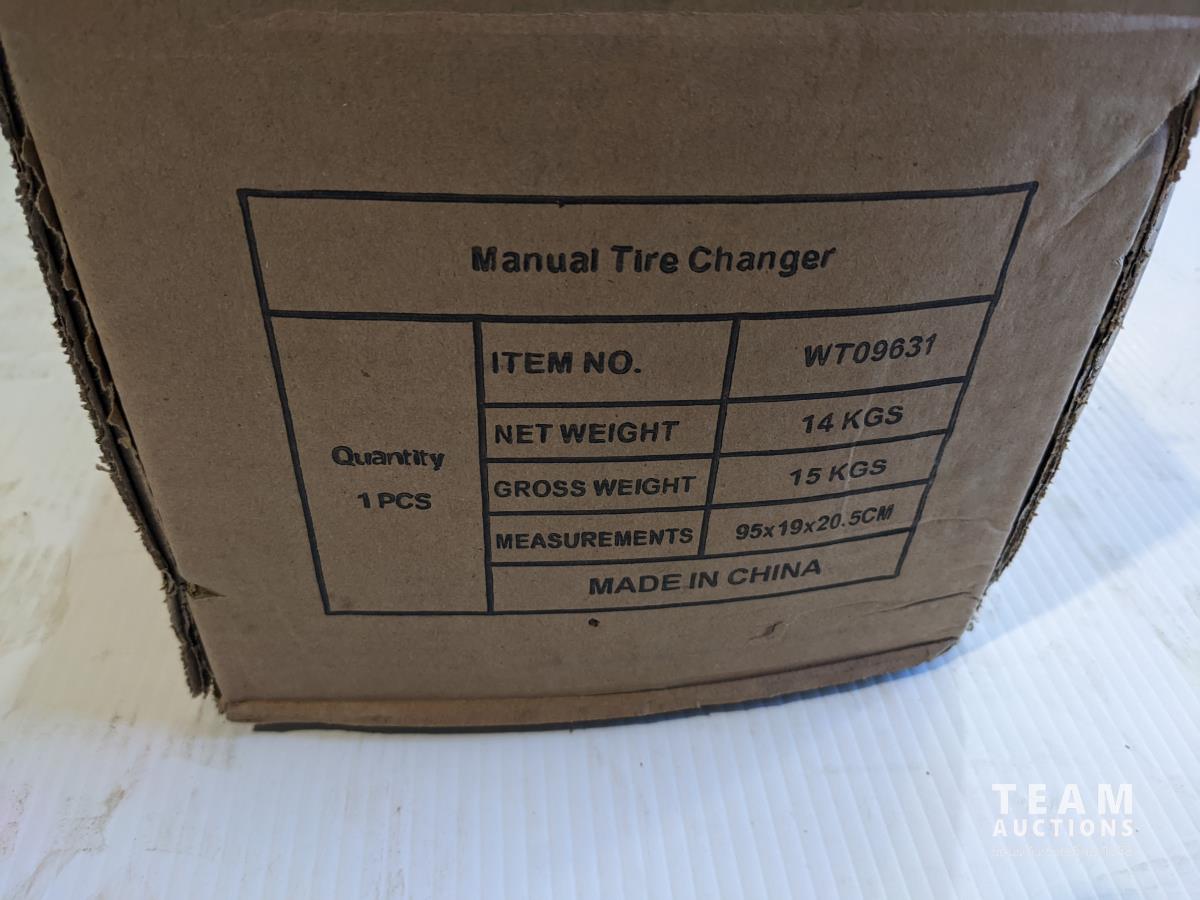 Manual Tire Changer
Quantity
1 PCS
ITEM NO. WT09631
NET WEIGHT 14 KGS
GROSS WEIGHT 15 KGS
MEASUREMENTS 95x19x20.5CM
MADE IN CHINA
TEAM
AUCTIONS